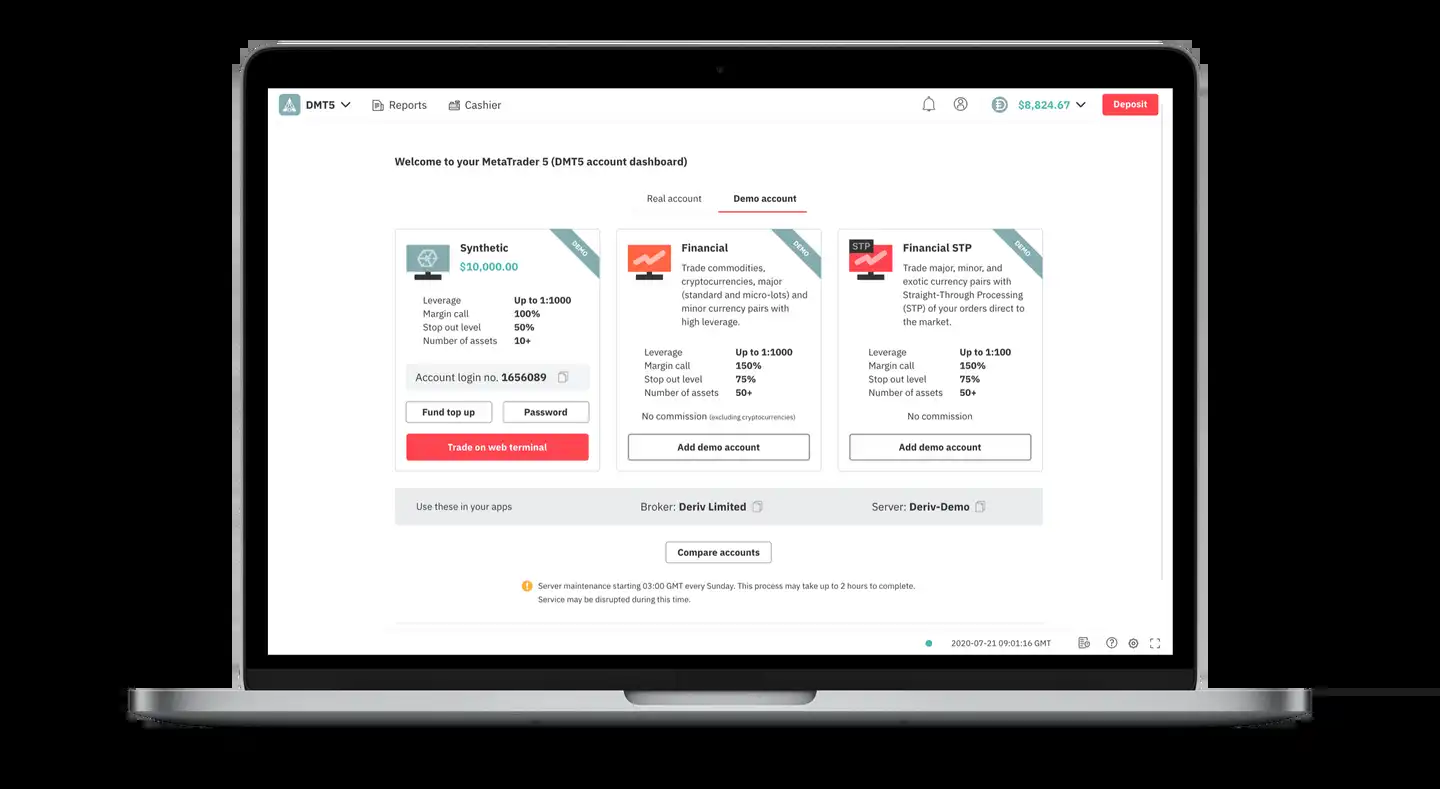 DMT5
Reports
Cashier
$8,824.67
Deposit
Welcome to your MetaTrader 5 (DMT5 account dashboard)
Real account
Demo account
DEMO
Synthetic
$10,000.00
Leverage Up to 1:1000
Margin call 100%
Stop out level 50%
Number of assets 10+
Account login no. 1656089
Fund top up
Password
Trade on web terminal
DEMO
Financial
Trade commodities,
cryptocurrencies, major
(standard and micro-lots) and
minor currency pairs with
high leverage.
Leverage Up to 1:1000
Margin call 150%
Stop out level 75%
Number of assets 50+
No commission (excluding cryptocurrencies)
Add demo account
DEMO
STP
Financial STP
Trade major, minor, and
exotic currency pairs with
Straight-Through Processing
(STP) of your orders direct to
the market.
Leverage Up to 1:100
Margin call 150%
Stop out level 75%
Number of assets 50+
No commission
Add demo account
Use these in your apps
Broker: Deriv Limited
Server: Deriv-Demo
Compare accounts
Server maintenance starting 03:00 GMT every Sunday. This process may take up to 2 hours to complete.
Service may be disrupted during this time.
2020-07-21 09:01:16 GMT